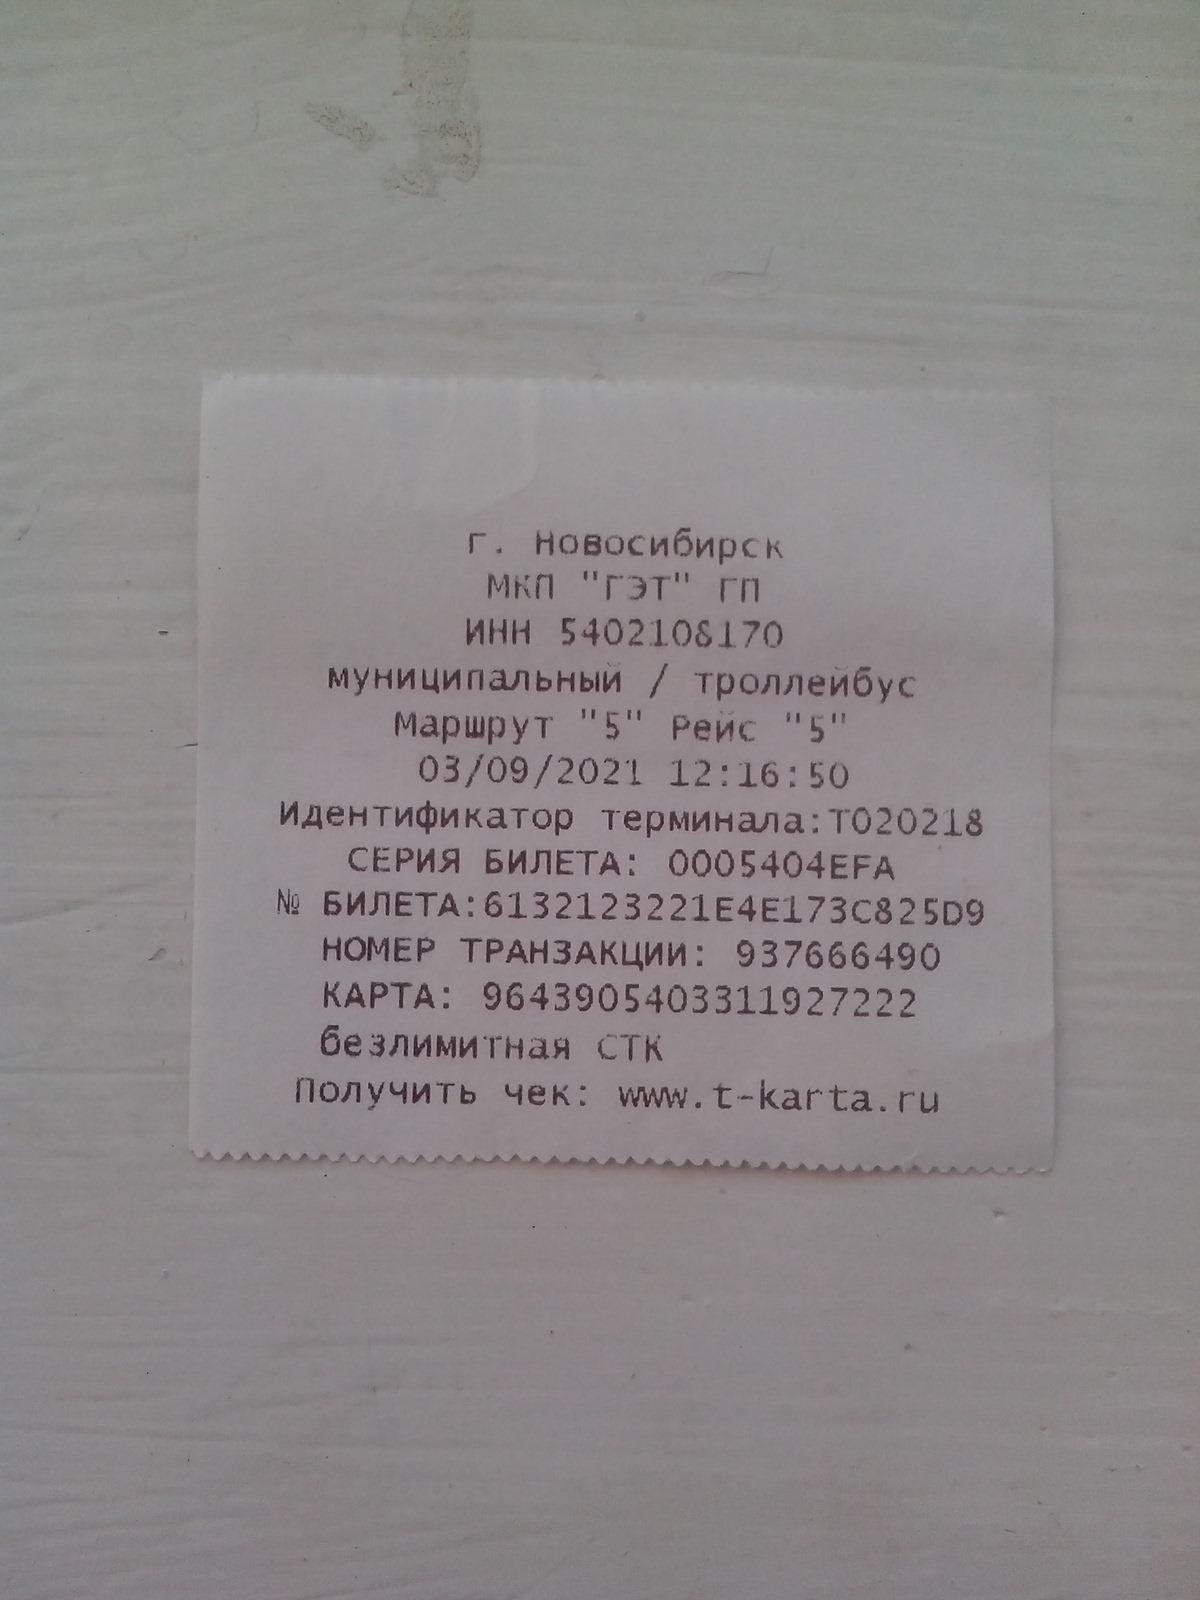 г. Новосибирск
МКП "ГЭТ" ГП
ИНН 5402108170
муниципальный / троллейбус
Маршрут "5" Рейс "5"
03/09/2021 12:16:50
Идентификатор терминала:Т020218
СЕРИЯ БИЛЕТА: 0005404EFA
№ БИЛЕТА:6132123221E4E173C825D9
НОМЕР ТРАНЗАКЦИИ: 937666490
КАРТА: 9643905403311927222
безлимитная СТК
Получить чек: www.t-karta.ru